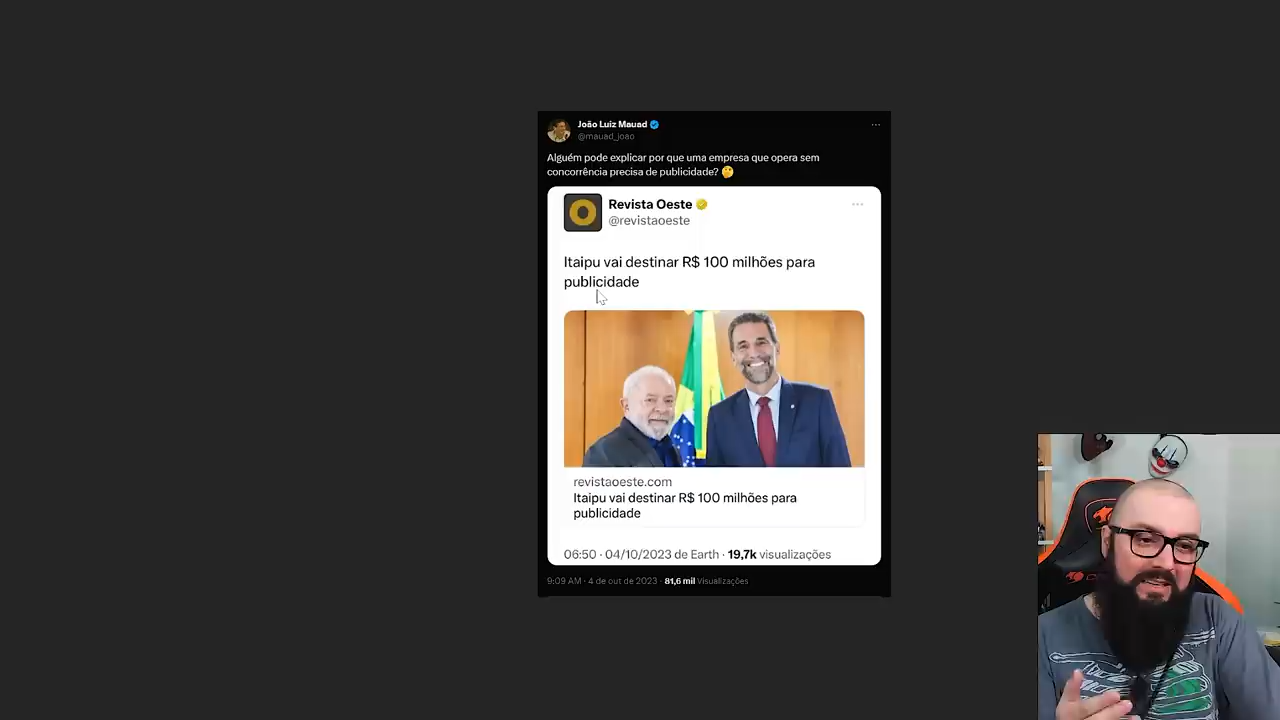 João Luiz Mauad
@mauad_joao
Alguém pode explicar por que uma empresa que opera sem
concorrência precisa de publicidade? 🤔
Revista Oeste
@revistaoeste
Itaipu vai destinar R$ 100 milhões para
publicidade
revistaoeste.com
Itaipu vai destinar R$ 100 milhões para
publicidade
06:50 · 04/10/2023 de Earth · 19,7k visualizações
9:09 AM · 4 de out de 2023 · 81,6 mil Visualizações